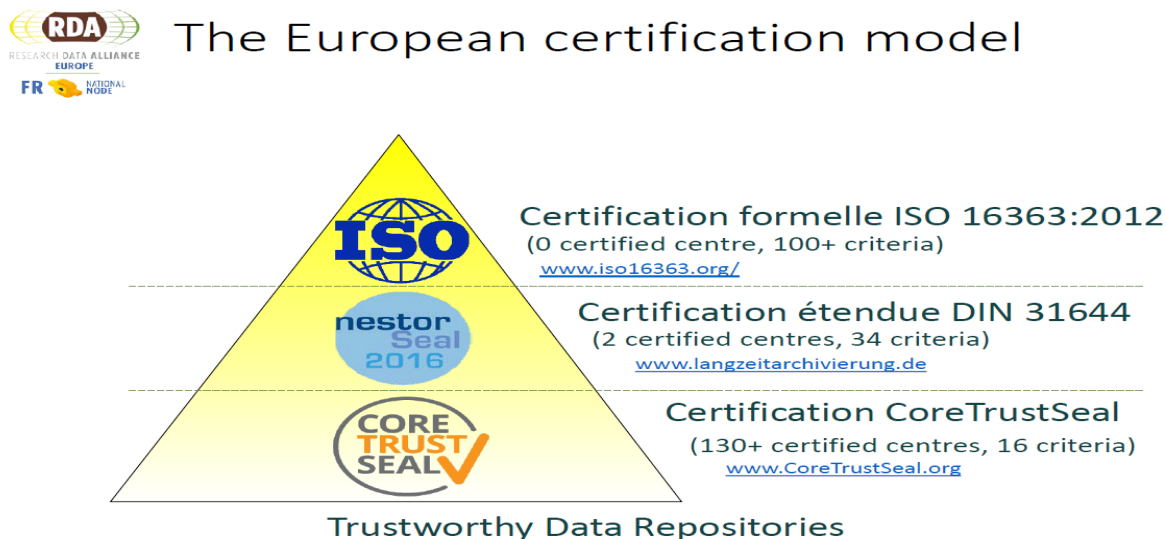 RDA
RESEARCH DATA ALLIANCE
EUROPE
FR NATIONAL NODE
The European certification model
ISO
Certification formelle ISO 16363:2012
(0 certified centre, 100+ criteria)
www.iso16363.org/
nestor
Seal
2016
Certification étendue DIN 31644
(2 certified centres, 34 criteria)
www.langzeitarchivierung.de
CORE
TRUST
SEAL
Certification CoreTrustSeal
(130+ certified centres, 16 criteria)
www.CoreTrustSeal.org
Trustworthy Data Repositories